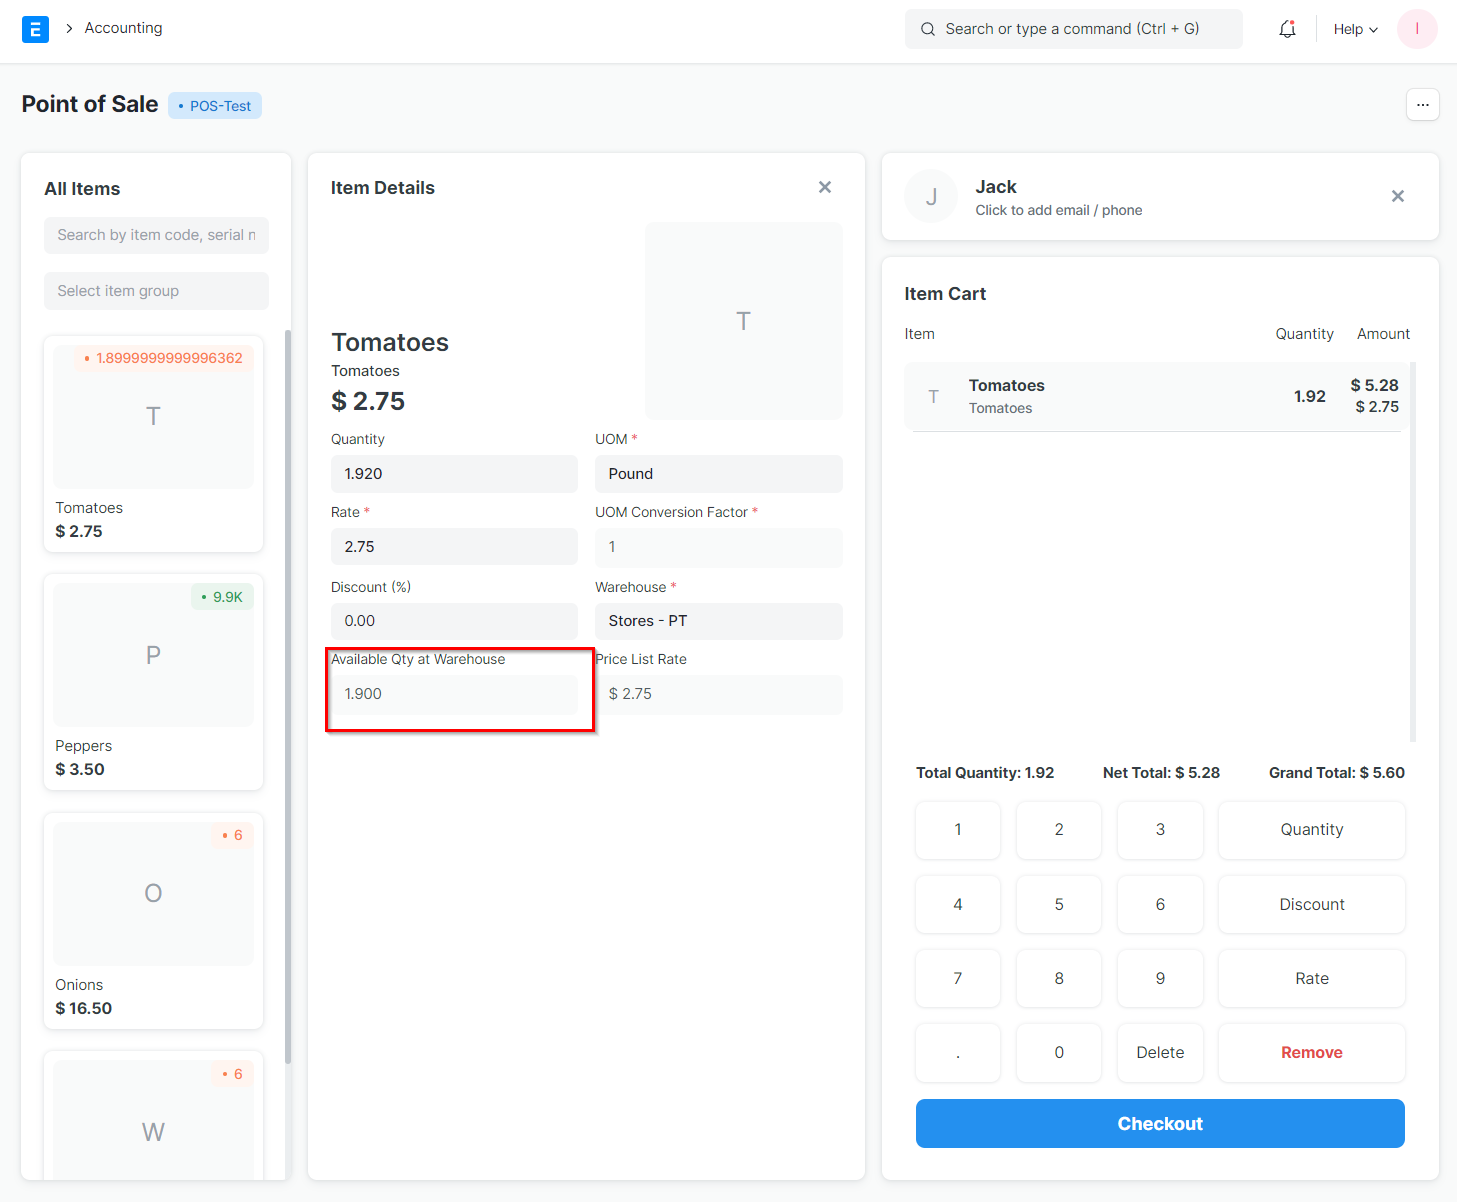 E
Accounting
Search or type a command (Ctrl + G)
Help
I
Point of Sale
• POS-Test
...
All Items
Search by item code, serial n
Select item group
• 1.8999999999996362
T
Tomatoes
$ 2.75
• 9.9K
P
Peppers
$ 3.50
• 6
O
Onions
$ 16.50
• 6
W
Item Details
T
Tomatoes
Tomatoes
$ 2.75
Quantity
1.920
UOM *
Pound
Rate *
2.75
UOM Conversion Factor *
1
Discount (%)
0.00
Warehouse *
Stores - PT
Available Qty at Warehouse
1.900
Price List Rate
$ 2.75
J
Jack
Click to add email / phone
Item Cart
Item Quantity Amount
T
Tomatoes
Tomatoes
1.92
$ 5.28
$ 2.75
Total Quantity: 1.92 Net Total: $ 5.28 Grand Total: $ 5.60
1 2 3 Quantity
4 5 6 Discount
7 8 9 Rate
. 0 Delete Remove
Checkout